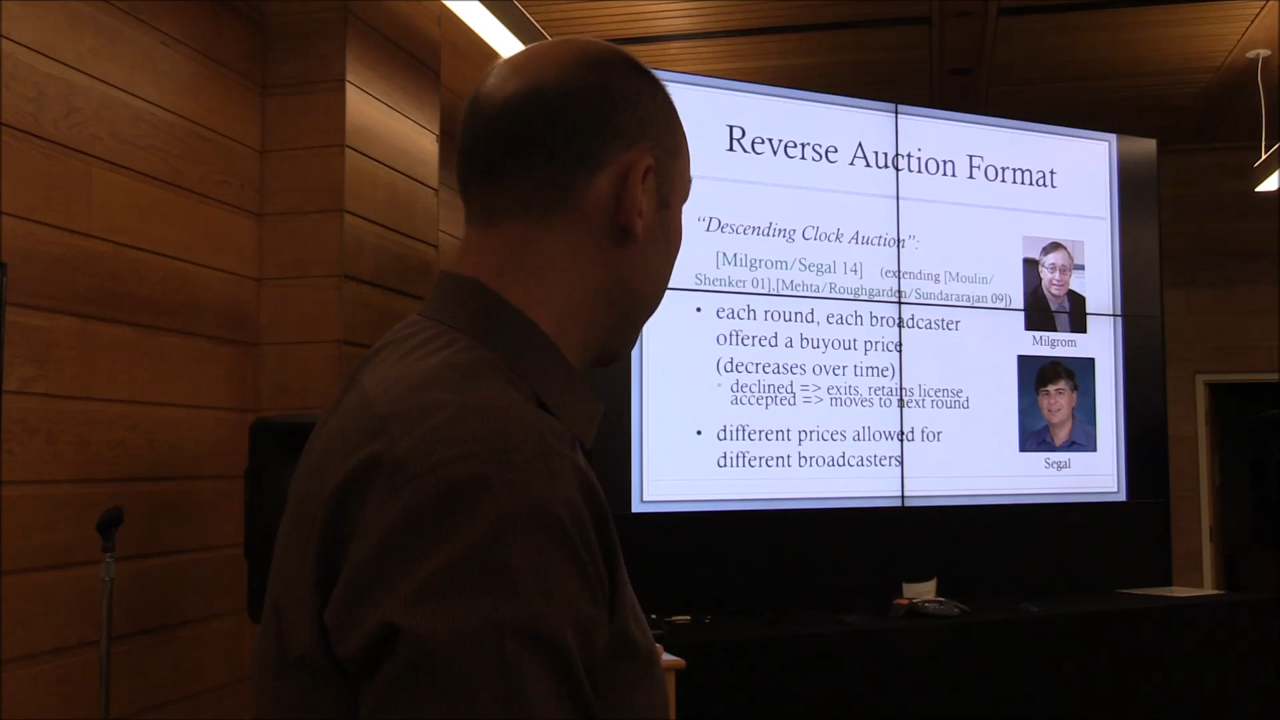 Reverse Auction Format
“Descending Clock Auction”:
[Milgrom/Segal 14] (extending [Moulin/
Shenker 01],[Mehta/Roughgarden/Sundararajan 09])
• each round, each broadcaster
offered a buyout price
(decreases over time)
declined => exits, retains license
accepted => moves to next round
• different prices allowed for
different broadcasters
Milgrom
Segal